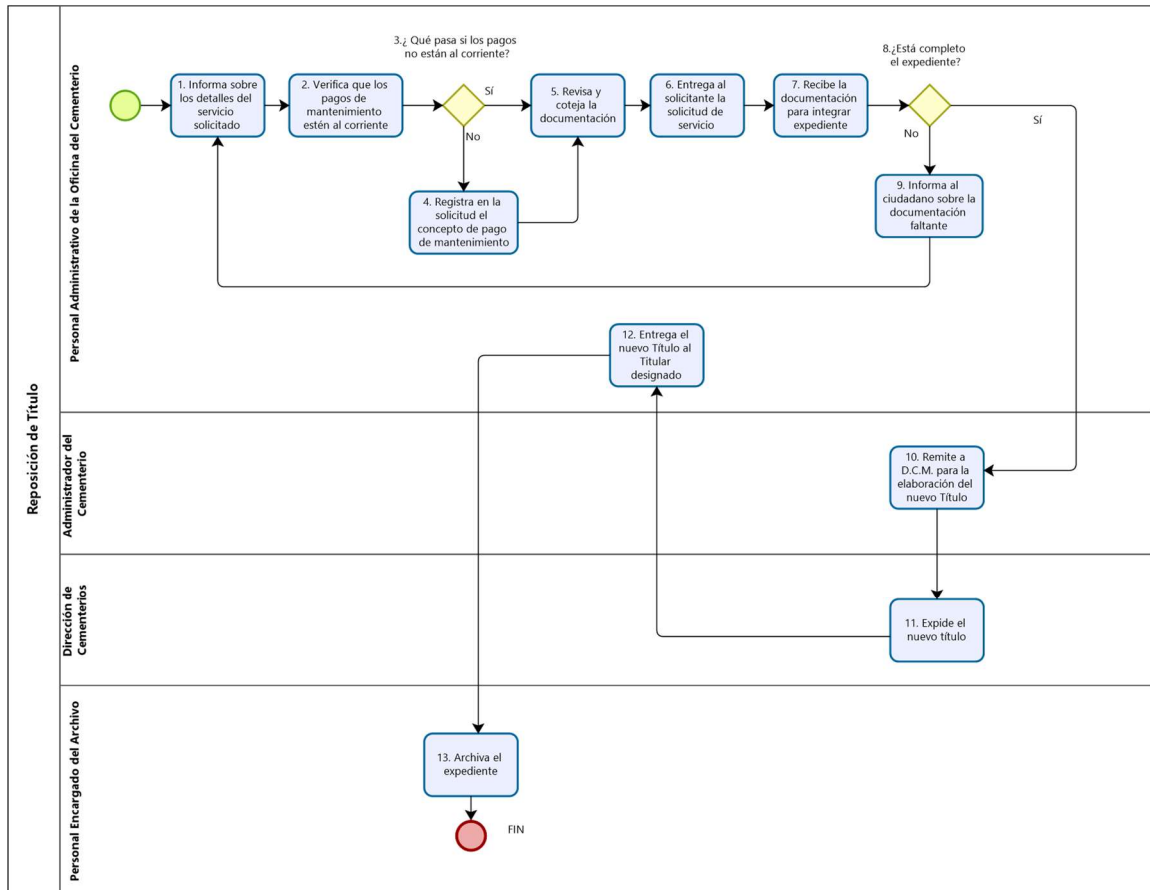 Reposición de Título
Personal Administrativo de la Oficina del Cementerio
3.¿ Qué pasa si los pagos
no están al corriente?
8.¿Está completo
el expediente?
1. Informa sobre
los detalles del
servicio solicitado
2. Verifica que los
pagos de
mantenimiento
estén al corriente
Sí
No
5. Revisa y
coteja la
documentación
6. Entrega al
solicitante la
solicitud de
servicio
7. Recibe la
documentación
para integrar
expediente
No
Sí
4. Registra en la
solicitud el
concepto de pago
de mantenimiento
9. Informa al
ciudadano sobre la
documentación
faltante
12. Entrega el
nuevo Título al
Titular
designado
Administrador del
Cementerio
10. Remite a
D.C.M. para la
elaboración del
nuevo Título
Dirección de
Cementerios
11. Expide el
nuevo título
Personal Encargado del Archivo
13. Archiva el
expediente
FIN